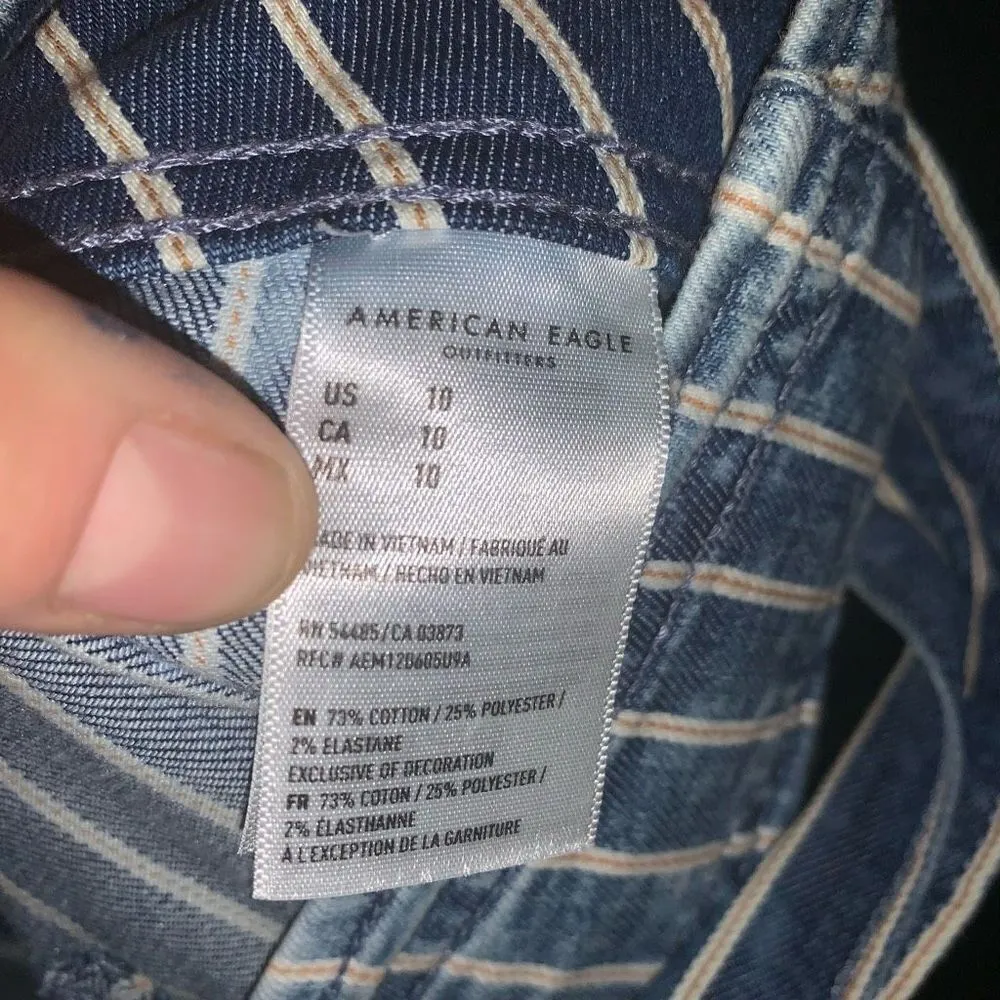 AMERICAN EAGLE
OUTFITTERS
US 10
CA 10
MX 10
MADE IN VIETNAM / FABRIQUÉ AU
VIETNAM / HECHO EN VIETNAM
RN 54485/CA 03873
RFC# AEM120605U9A
EN 73% COTTON / 25% POLYESTER /
2% ELASTANE
EXCLUSIVE OF DECORATION
FR 73% COTON / 25% POLYESTER /
2% ÉLASTHANNE
À L'EXCEPTION DE LA GARNITURE